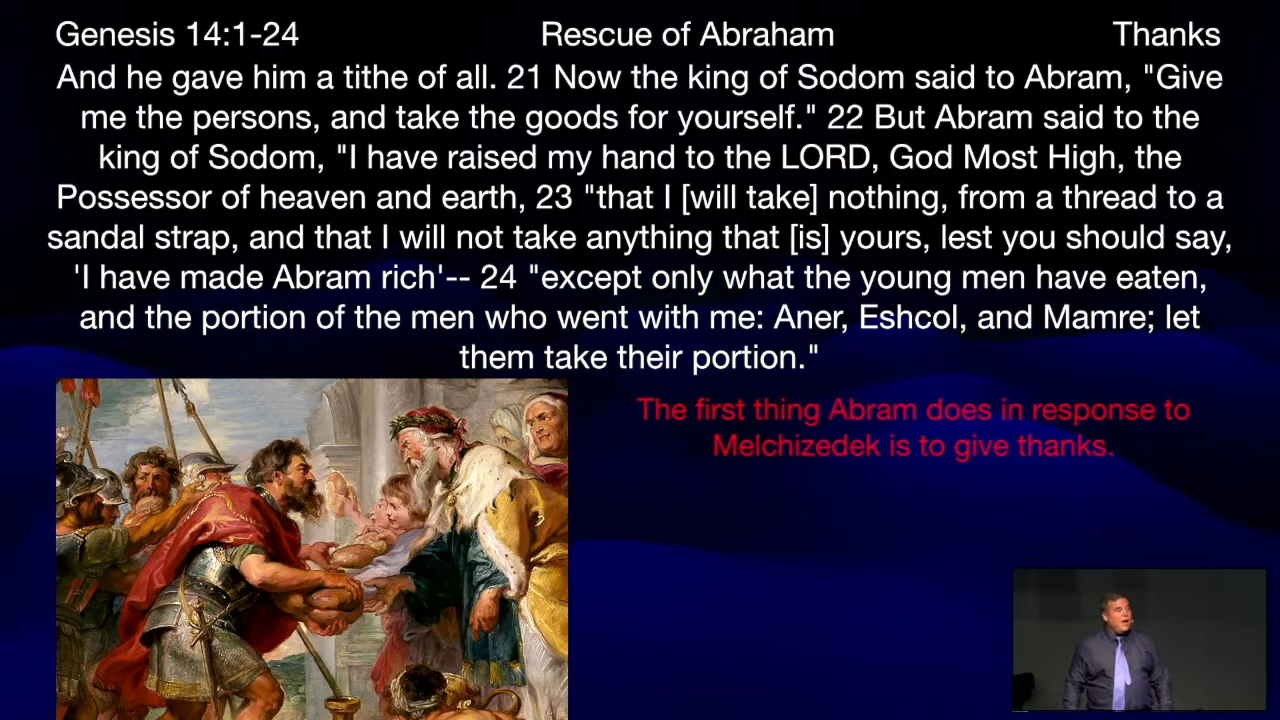 Genesis 14:1-24 Rescue of Abraham Thanks
And he gave him a tithe of all. 21 Now the king of Sodom said to Abram, "Give
me the persons, and take the goods for yourself." 22 But Abram said to the
king of Sodom, "I have raised my hand to the LORD, God Most High, the
Possessor of heaven and earth, 23 "that I [will take] nothing, from a thread to a
sandal strap, and that I will not take anything that [is] yours, lest you should say,
'I have made Abram rich'-- 24 "except only what the young men have eaten,
and the portion of the men who went with me: Aner, Eshcol, and Mamre; let
them take their portion."
The first thing Abram does in response to
Melchizedek is to give thanks.